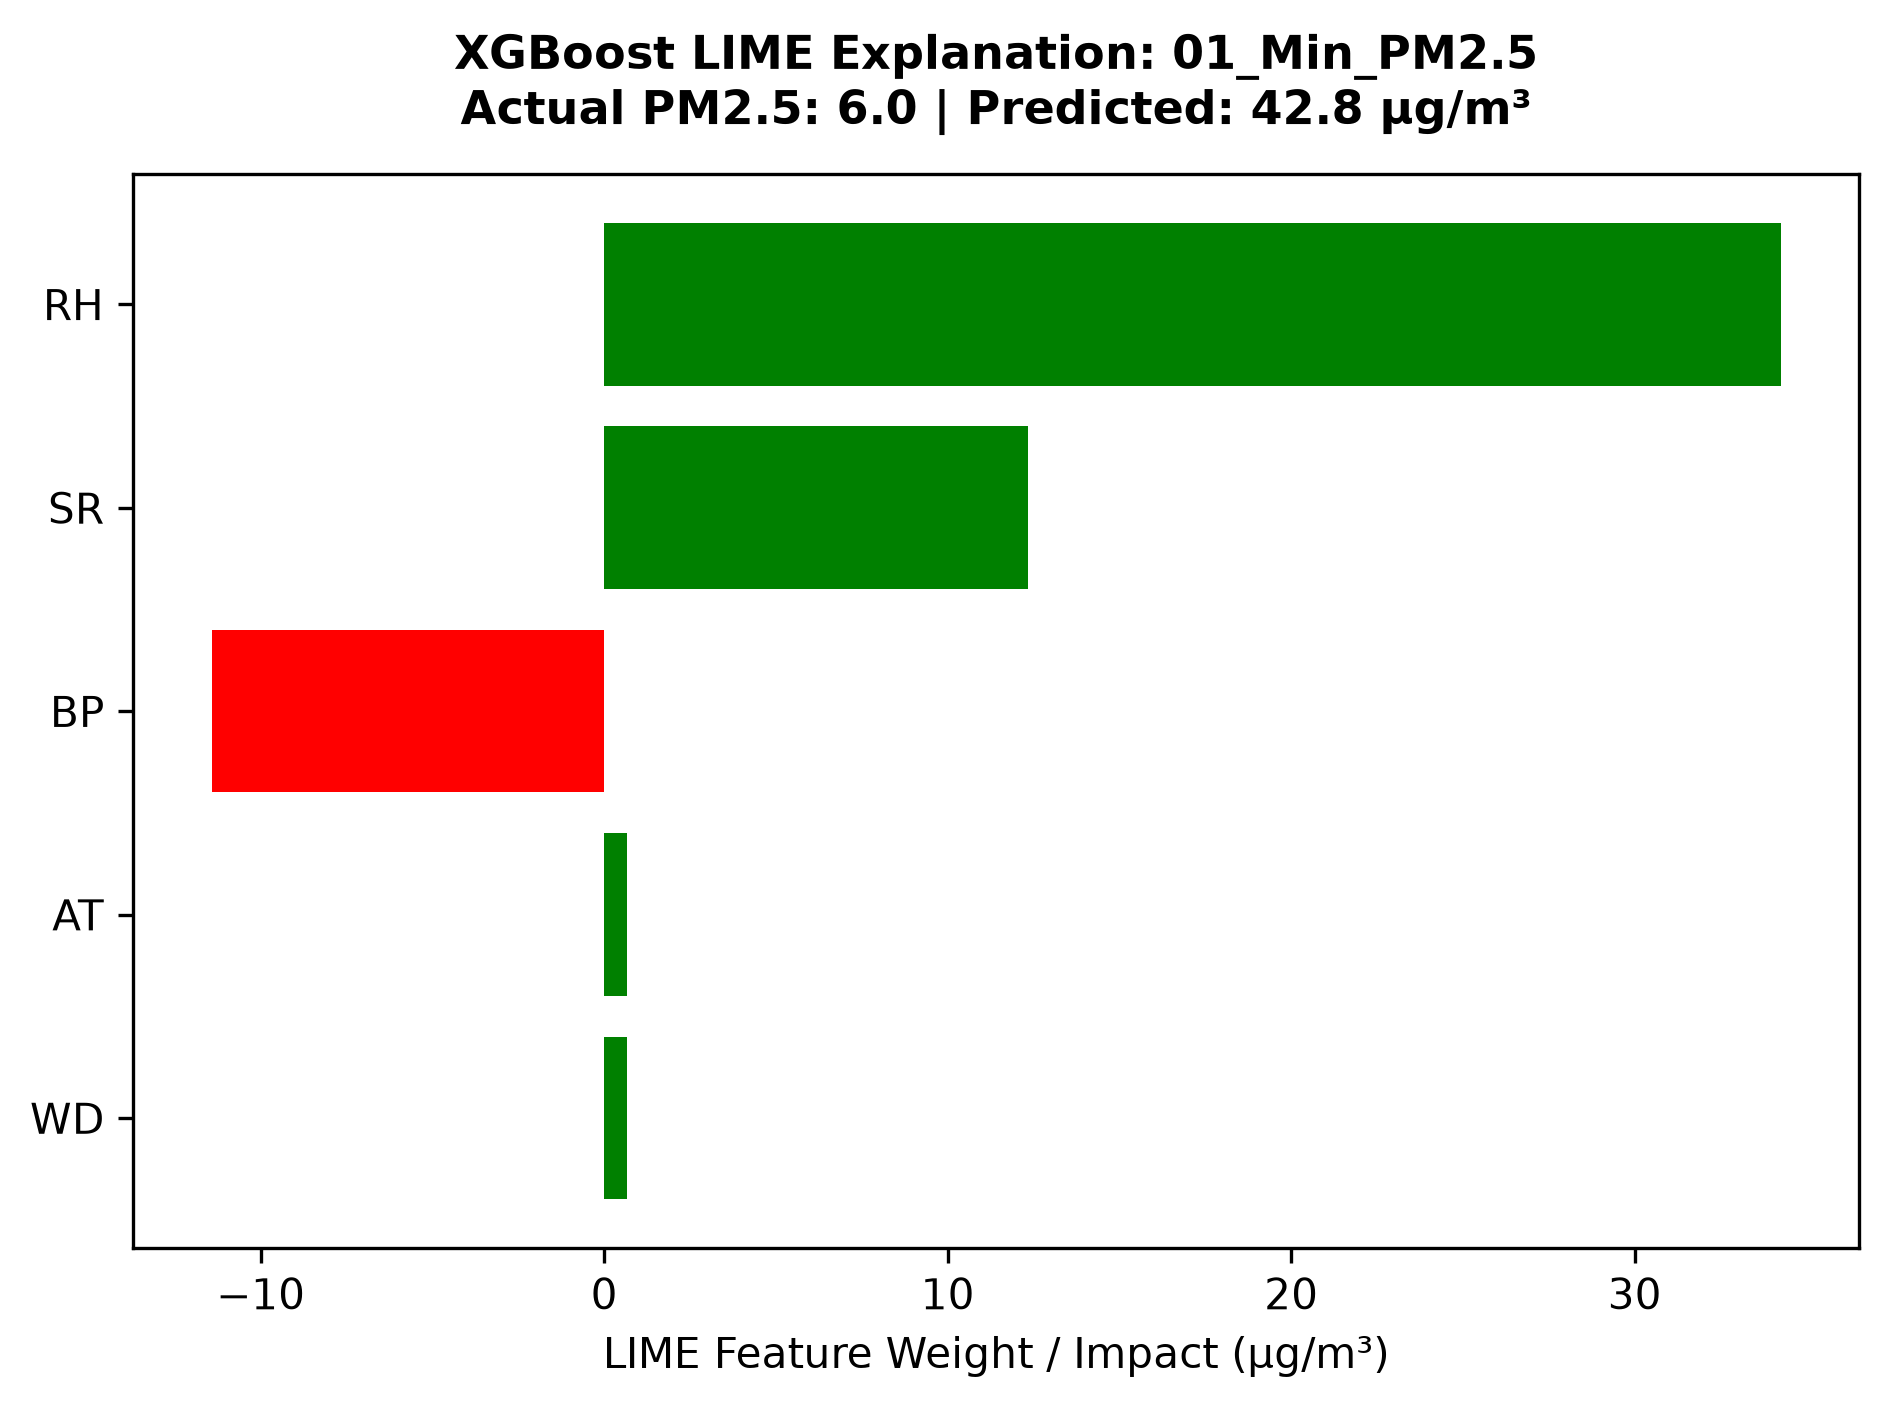 XGBoost LIME Explanation: 01_Min_PM2.5
Actual PM2.5: 6.0 | Predicted: 42.8 µg/m³
RH
SR
BP
AT
WD
−10 0 10 20 30
LIME Feature Weight / Impact (µg/m³)